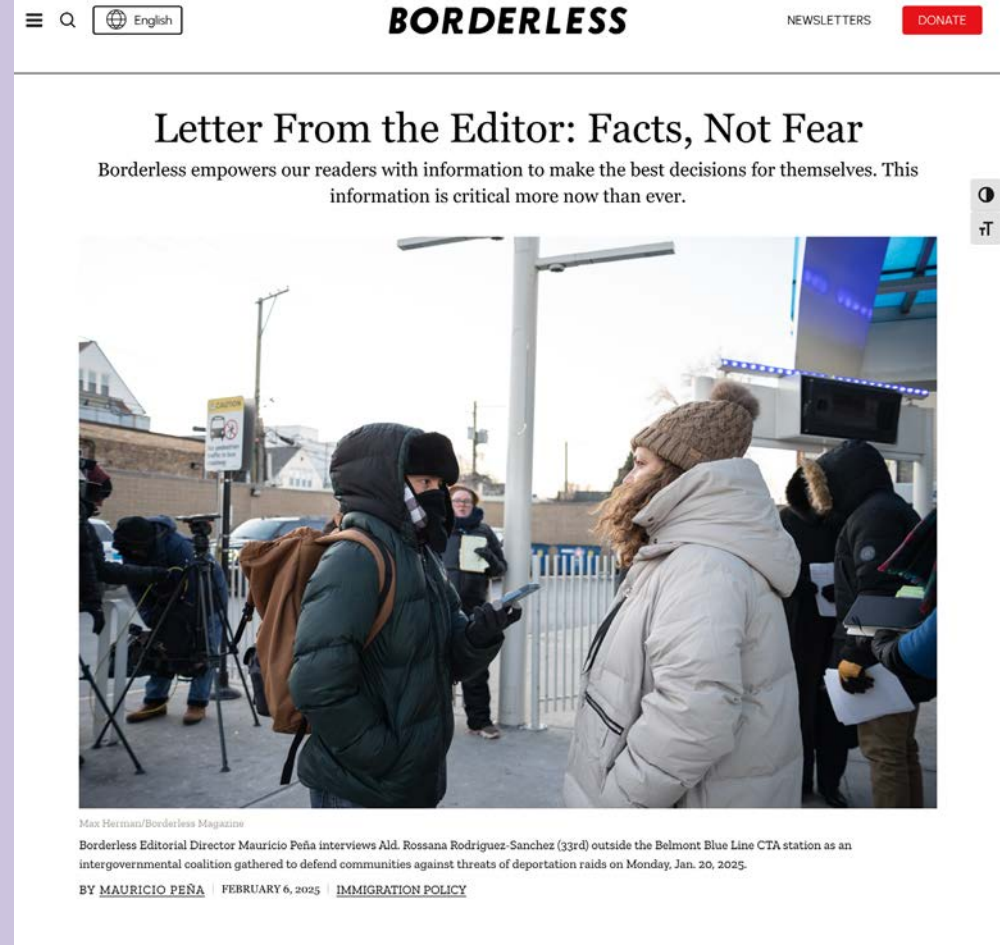 English
BORDERLESS
NEWSLETTERS
DONATE
Letter From the Editor: Facts, Not Fear
Borderless empowers our readers with information to make the best decisions for themselves. This
information is critical more now than ever.
TT
CAUTION
Max Herman/Borderless Magazine
Borderless Editorial Director Mauricio Peña interviews Ald. Rossana Rodriguez-Sanchez (33rd) outside the Belmont Blue Line CTA station as an
intergovernmental coalition gathered to defend communities against threats of deportation raids on Monday, Jan. 20, 2025.
BY MAURICIO PEÑA | FEBRUARY 6, 2025 | IMMIGRATION POLICY